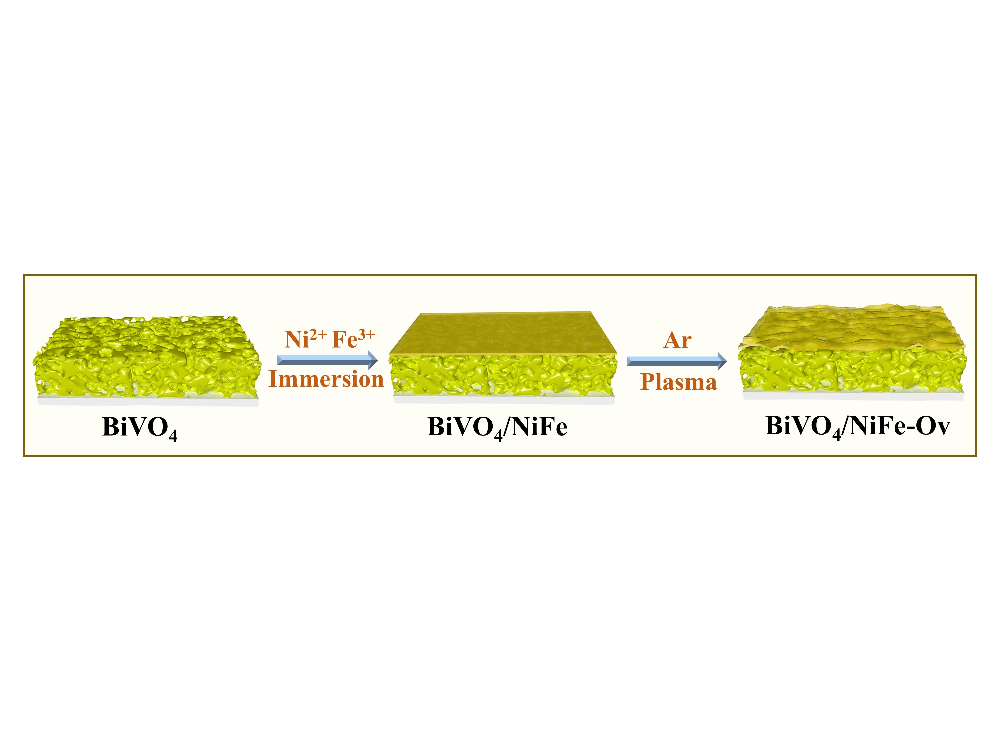 Ni²⁺ Fe³⁺
Immersion
Ar
Plasma
BiVO₄
BiVO₄/NiFe
BiVO₄/NiFe-Ov